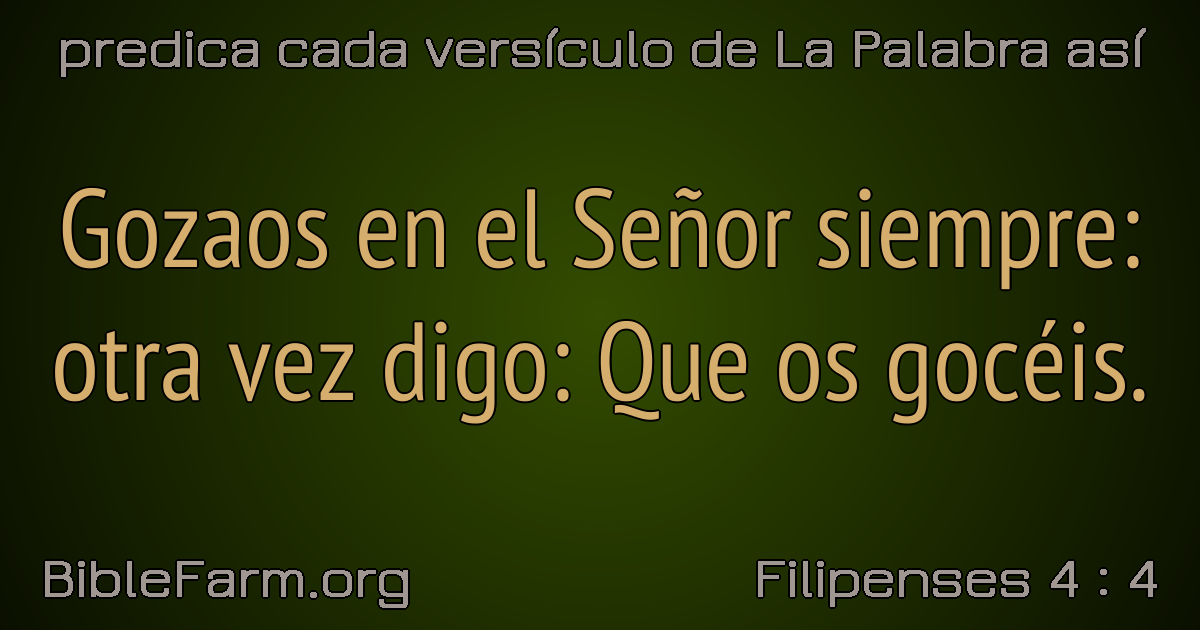 predica cada versículo de La Palabra así
Gozaos en el Señor siempre:
otra vez digo: Que os gocéis.
BibleFarm.org
Filipenses 4 : 4